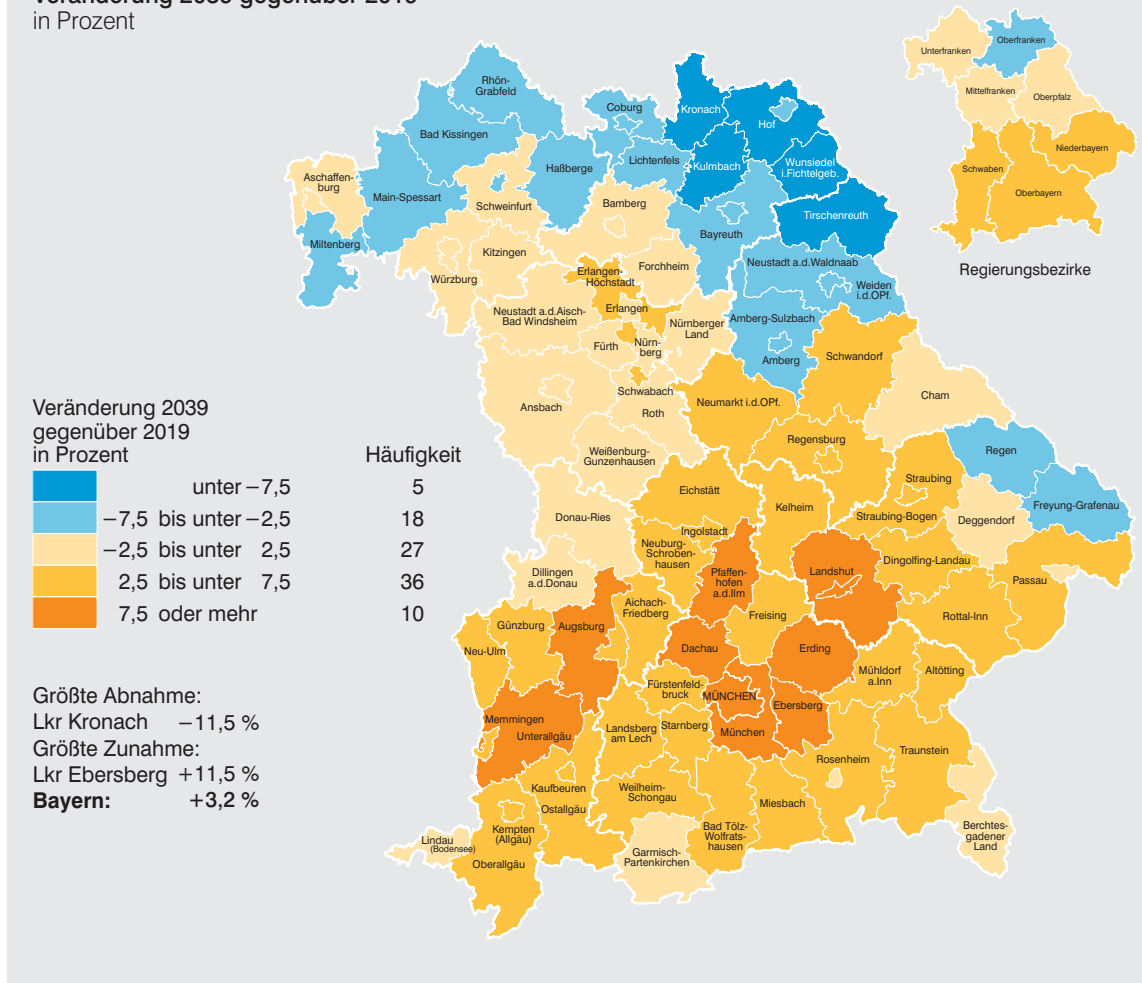 in Prozent
Unterfranken
Oberfranken
Mittelfranken
Oberpfalz
Niederbayern
Schwaben
Oberbayern
Regierungsbezirke
Rhön-
Grabfeld
Coburg
Kronach
Hof
Bad Kissingen
Lichtenfels
Kulmbach
Wunsiedel
i.Fichtelgeb.
Haßberge
Aschaffen-
burg
Main-Spessart
Schweinfurt
Bamberg
Tirschenreuth
Bayreuth
Miltenberg
Kitzingen
Würzburg
Forchheim
Neustadt a.d.Waldnaab
Erlangen-
Höchstadt
Weiden
i.d.OPf.
Neustadt a.d.Aisch-
Bad Windsheim
Erlangen
Amberg-Sulzbach
Nürnberger
Land
Fürth
Nürn-
berg
Amberg
Schwandorf
Schwabach
Ansbach
Roth
Neumarkt i.d.OPf.
Cham
Weißenburg-
Gunzenhausen
Regensburg
Regen
Straubing
Eichstätt
Kelheim
Freyung-Grafenau
Donau-Ries
Straubing-Bogen
Deggendorf
Ingolstadt
Neuburg-
Schroben-
hausen
Dingolfing-Landau
Dillingen
a.d.Donau
Pfaffen-
hofen
a.d.Ilm
Landshut
Passau
Aichach-
Friedberg
Freising
Rottal-Inn
Günzburg
Augsburg
Neu-Ulm
Dachau
Erding
Mühldorf
a.Inn
Altötting
Fürstenfeld-
bruck
MÜNCHEN
Ebersberg
Memmingen
Unterallgäu
Landsberg
am Lech
Starnberg
München
Traunstein
Rosenheim
Kaufbeuren
Weilheim-
Schongau
Miesbach
Ostallgäu
Kempten
(Allgäu)
Bad Tölz-
Wolfrats-
hausen
Berchtes-
gadener
Land
Lindau
(Bodensee)
Oberallgäu
Garmisch-
Partenkirchen
Veränderung 2039
gegenüber 2019
in Prozent Häufigkeit
unter −7,5 5
−7,5 bis unter −2,5 18
−2,5 bis unter 2,5 27
2,5 bis unter 7,5 36
7,5 oder mehr 10
Größte Abnahme:
Lkr Kronach −11,5 %
Größte Zunahme:
Lkr Ebersberg +11,5 %
Bayern: +3,2 %